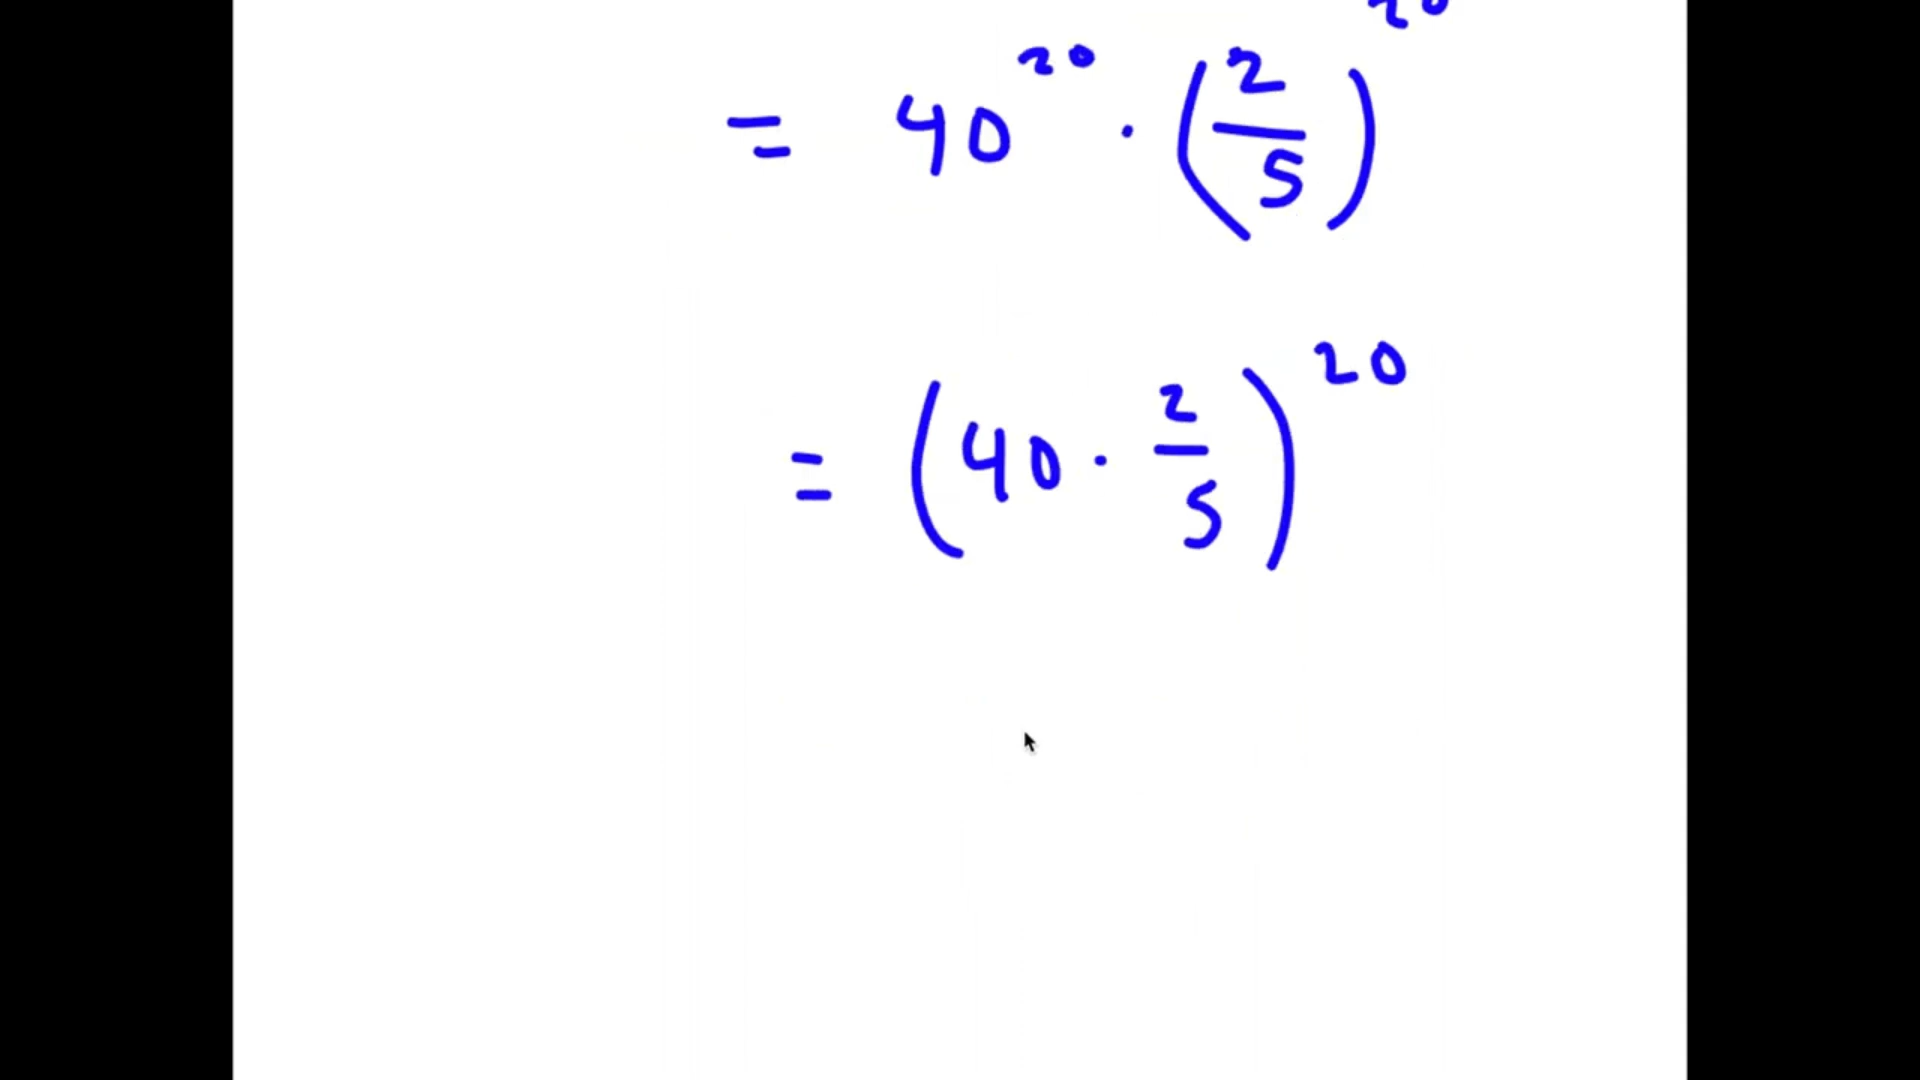 = 40^20 · (2/5)^20
= (40 · 2/5)^20